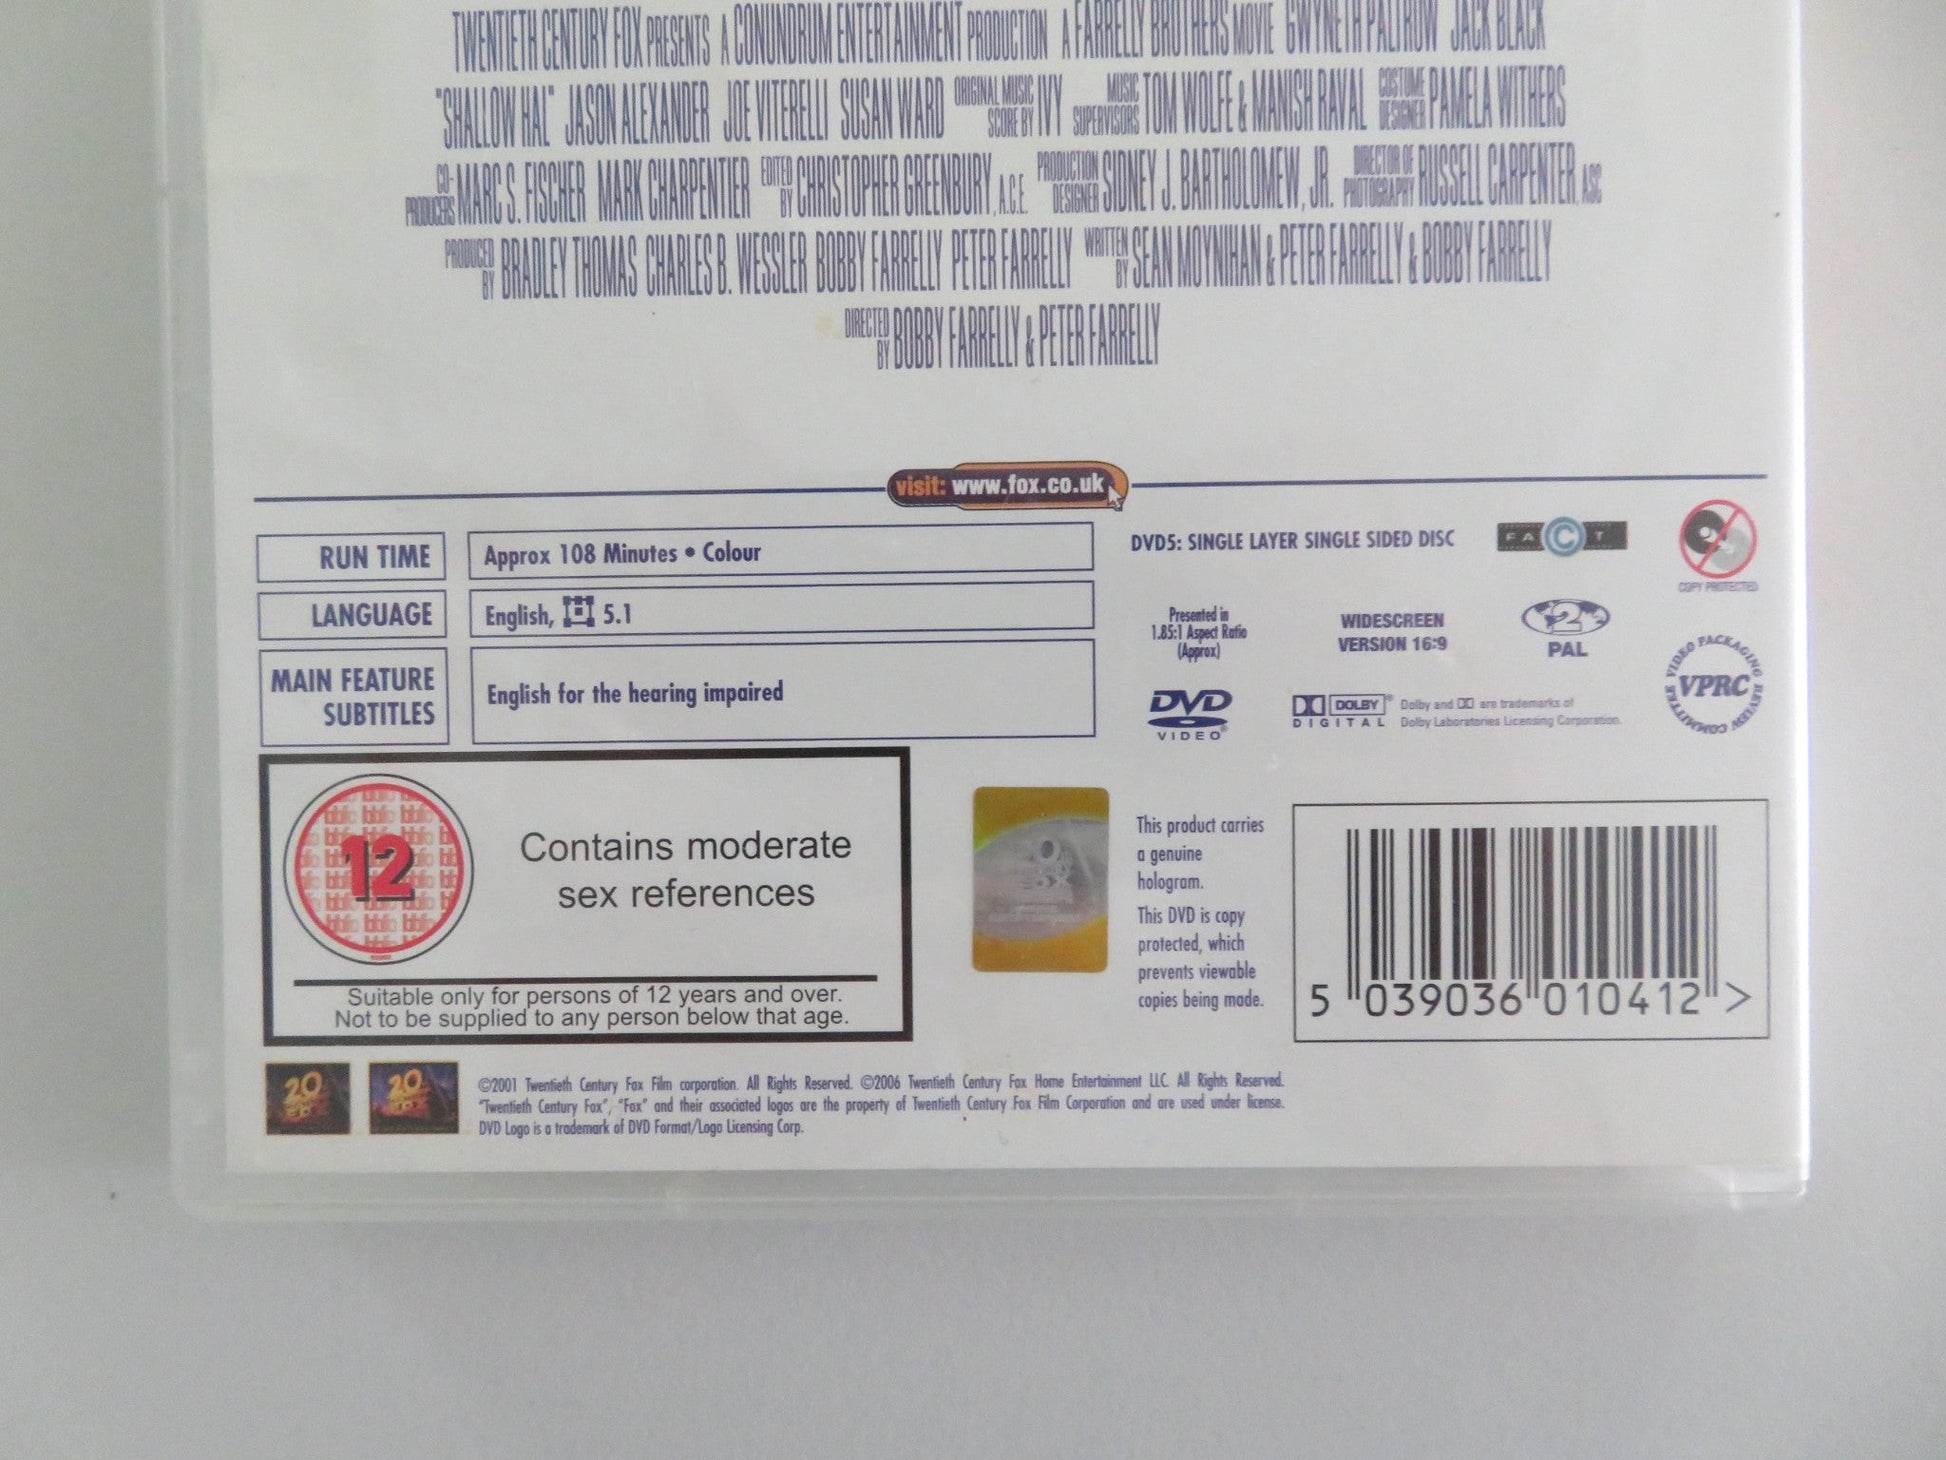 TWENTIETH CENTURY FOX PRESENTS A CONUNDRUM ENTERTAINMENT PRODUCTION A FARRELLY BROTHERS MOVIE GWYNETH PALTROW JACK BLACK
"SHALLOW HAL" JASON ALEXANDER JOE VITERELLI SUSAN WARD ORIGINAL MUSIC SCORE BY IVY MUSIC SUPERVISORS TOM WOLFE & MANISH RAVAL COSTUME DESIGNER PAMELA WITHERS
CO-PRODUCERS MARC S. FISCHER MARK CHARPENTIER EDITED BY CHRISTOPHER GREENBURY, A.C.E. PRODUCTION DESIGNER SIDNEY J. BARTHOLOMEW, JR. DIRECTOR OF PHOTOGRAPHY RUSSELL CARPENTER, ASC
PRODUCED BY BRADLEY THOMAS CHARLES B. WESSLER BOBBY FARRELLY PETER FARRELLY WRITTEN BY SEAN MOYNIHAN & PETER FARRELLY & BOBBY FARRELLY
DIRECTED BY BOBBY FARRELLY & PETER FARRELLY
visit: www.fox.co.uk
RUN TIME
Approx 108 Minutes • Colour
LANGUAGE
English, 5.1
MAIN FEATURE
SUBTITLES
English for the hearing impaired
DVD5: SINGLE LAYER SINGLE SIDED DISC
FACT
COPY PROTECTED
Presented in
1.85:1 Aspect Ratio
(Approx)
WIDESCREEN
VERSION 16:9
2
PAL
VIDEO PACKAGING REVIEW COMMITTEE
VPRC
DVD
VIDEO
DOLBY
DIGITAL
Dolby and are trademarks of
Dolby Laboratories Licensing Corporation.
12
Contains moderate
sex references
Suitable only for persons of 12 years and over.
Not to be supplied to any person below that age.
This product carries
a genuine
hologram.
This DVD is copy
protected, which
prevents viewable
copies being made.
5 039036 010412 >
©2001 Twentieth Century Fox Film corporation. All Rights Reserved. ©2006 Twentieth Century Fox Home Entertainment LLC. All Rights Reserved.
"Twentieth Century Fox", "Fox" and their associated logos are the property of Twentieth Century Fox Film Corporation and are used under license.
DVD Logo is a trademark of DVD Format/Logo Licensing Corp.